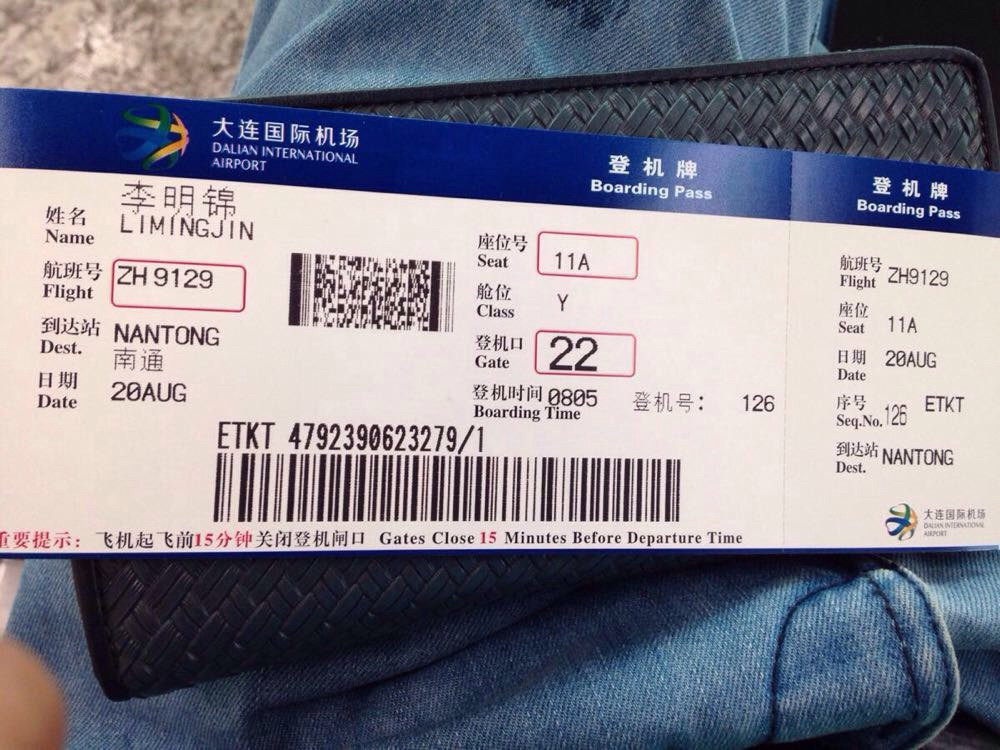 大连国际机场
DALIAN INTERNATIONAL
AIRPORT
登机牌
Boarding Pass
姓名 李明锦
Name LIMINGJIN
航班号 ZH 9129
Flight
到达站 NANTONG
Dest. 南通
日期 20AUG
Date
座位号 11A
Seat
舱位 Y
Class
登机口 22
Gate
登机时间 0805 登机号： 126
Boarding Time
ETKT 4792390623279/1
重要提示：飞机起飞前15分钟关闭登机闸口 Gates Close 15 Minutes Before Departure Time
登机牌
Boarding Pass
航班号 ZH9129
Flight
座位 11A
Seat
日期 20AUG
Date
序号 ETKT
Seq.No. 126
到达站 NANTONG
Dest.
大连国际机场
DALIAN INTERNATIONAL
AIRPORT